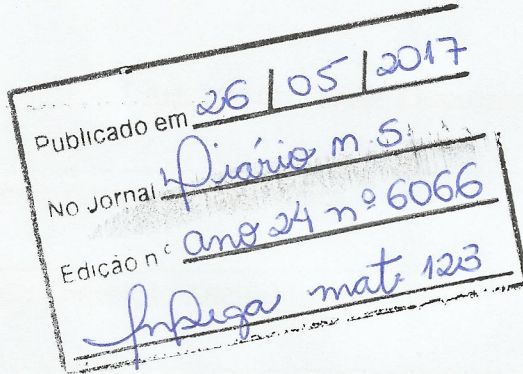 Publicado em 26 | 05 | 2017
No Jornal Diário m. S.
Edição nº ano 24 nº 6066
mat. 123